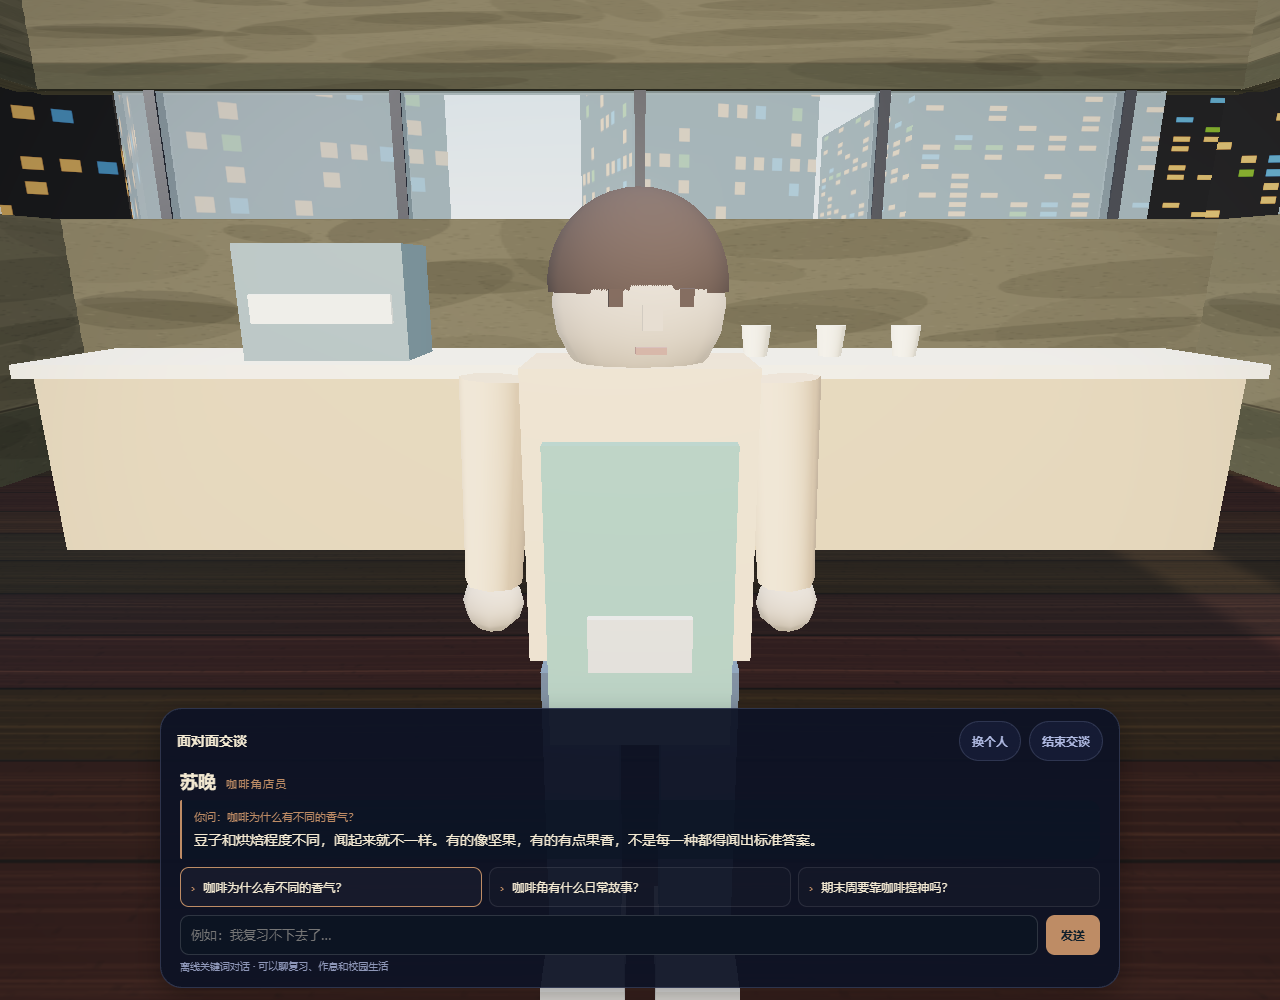 面对面交谈
换个人
结束交谈
苏晚 咖啡角店员
你问：咖啡为什么有不同的香气？
豆子和烘焙程度不同，闻起来就不一样。有的像坚果，有的有点果香，不是每一种都得闻出标准答案。
› 咖啡为什么有不同的香气？
› 咖啡角有什么日常故事？
› 期末周要靠咖啡提神吗？
例如：我复习不下去了…
发送
离线关键词对话 · 可以聊复习、作息和校园生活